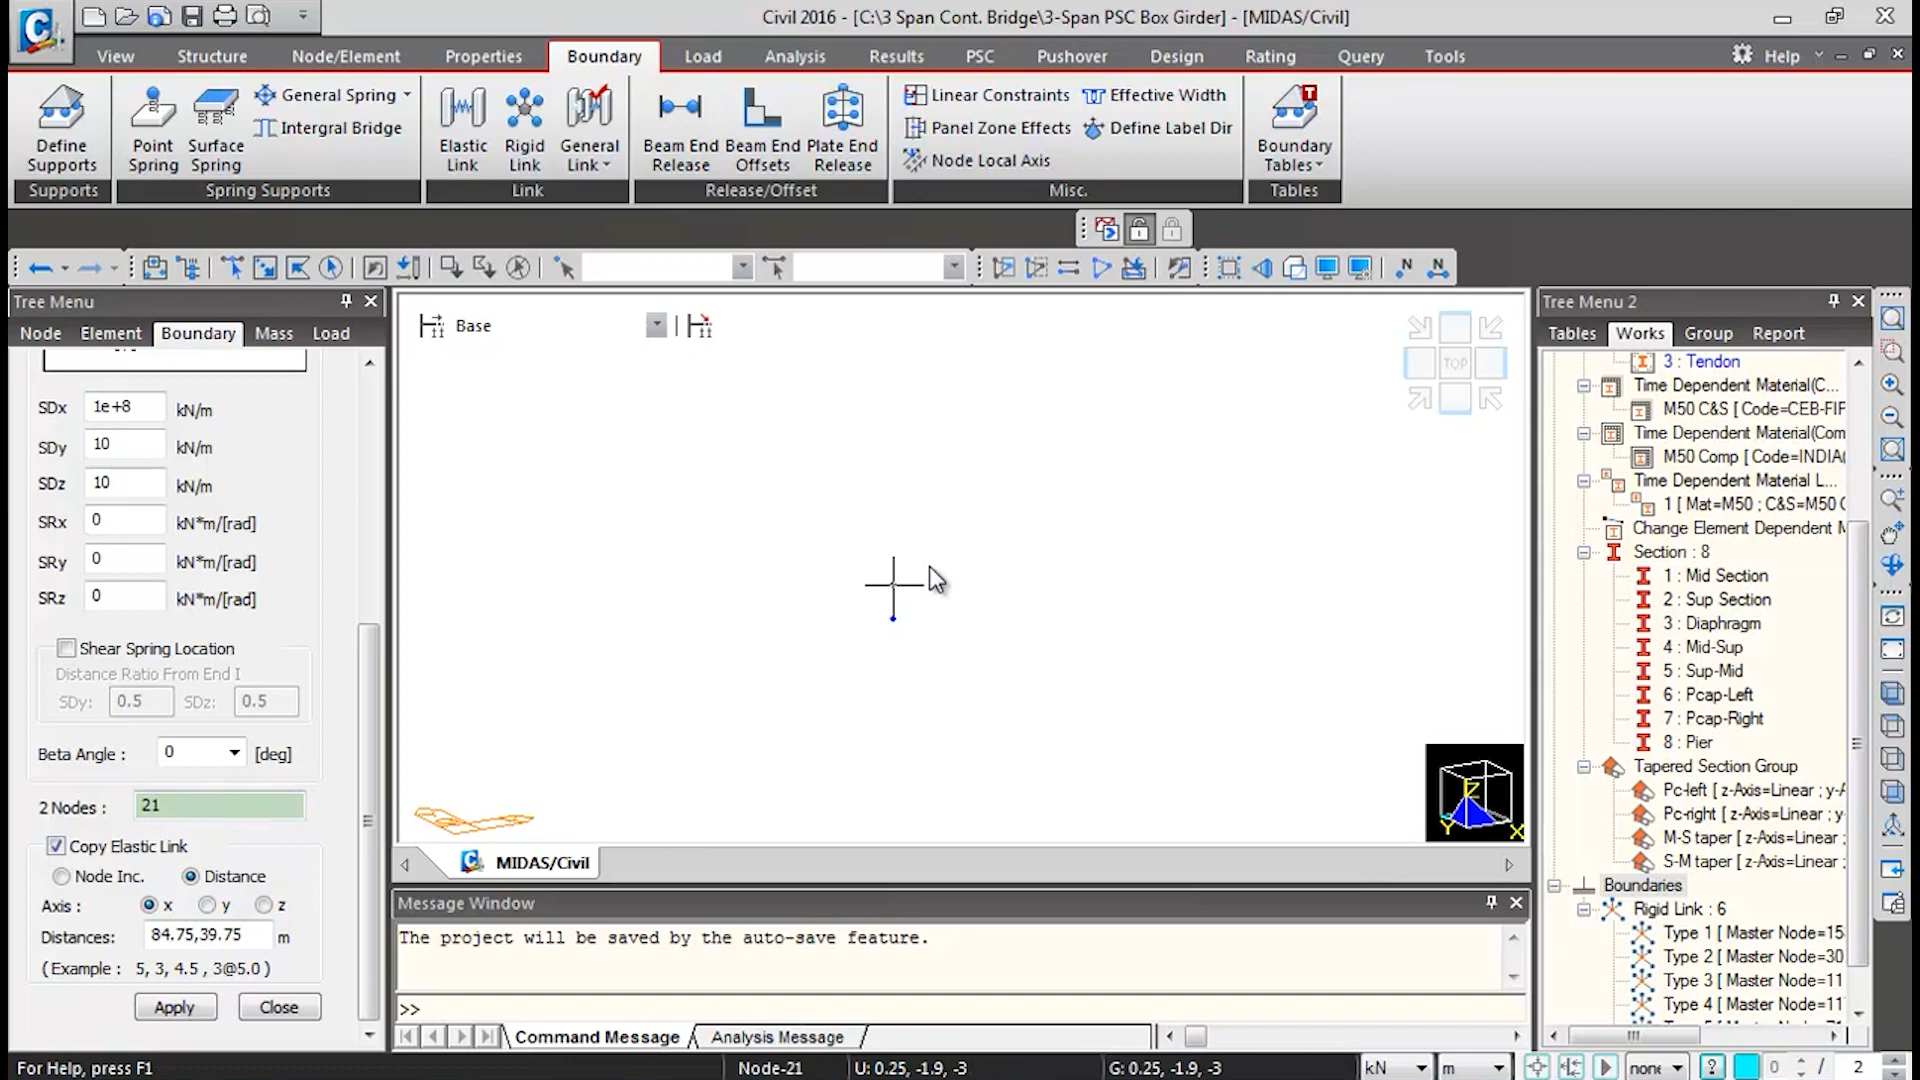 Civil 2016 - [C:\3 Span Cont. Bridge\3-Span PSC Box Girder] - [MIDAS/Civil]
View Structure Node/Element Properties Boundary Load Analysis Results PSC Pushover Design Rating Query Tools Help
Define Supports
Point Spring
Surface Spring
General Spring
Intergral Bridge
Elastic Link
Rigid Link
General Link
Beam End Release
Beam End Offsets
Plate End Release
Linear Constraints
Effective Width
Panel Zone Effects
Define Label Dir
Node Local Axis
Boundary Tables
Supports Spring Supports Link Release/Offset Misc. Tables
Tree Menu
Node Element Boundary Mass Load
SDx 1e+8 kN/m
SDy 10 kN/m
SDz 10 kN/m
SRx 0 kN*m/[rad]
SRy 0 kN*m/[rad]
SRz 0 kN*m/[rad]
Shear Spring Location
Distance Ratio From End I
SDy: 0.5 SDz: 0.5
Beta Angle : 0 [deg]
2 Nodes : 21
Copy Elastic Link
Node Inc. Distance
Axis : x y z
Distances: 84.75,39.75 m
( Example : 5, 3, 4.5 , 3@5.0 )
Apply Close
Base
TOP
Z
Y X
MIDAS/Civil
Message Window
The project will be saved by the auto-save feature.
>>
Command Message Analysis Message
Tree Menu 2
Tables Works Group Report
3 : Tendon
Time Dependent Material(C...
M50 C&S [ Code=CEB-FIF
Time Dependent Material(Com
M50 Comp [ Code=INDIA(
Time Dependent Material L...
1 [ Mat=M50 ; C&S=M50 C
Change Element Dependent M
Section : 8
1 : Mid Section
2 : Sup Section
3 : Diaphragm
4 : Mid-Sup
5 : Sup-Mid
6 : Pcap-Left
7 : Pcap-Right
8 : Pier
Tapered Section Group
Pc-left [ z-Axis=Linear ; y-A
Pc-right [ z-Axis=Linear ; y-
M-S taper [ z-Axis=Linear ;
S-M taper [ z-Axis=Linear ;
Boundaries
Rigid Link : 6
Type 1 [ Master Node=15
Type 2 [ Master Node=30
Type 3 [ Master Node=11
Type 4 [ Master Node=11
For Help, press F1 Node-21 U: 0.25, -1.9, -3 G: 0.25, -1.9, -3 kN m none 0 / 2